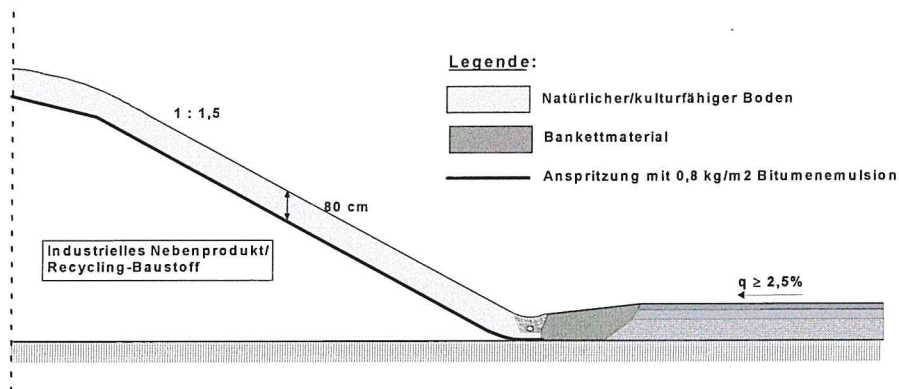 Legende:
Natürlicher/kulturfähiger Boden
1 : 1,5
Bankettmaterial
Anspritzung mit 0,8 kg/m2 Bitumenemulsion
80 cm
Industrielles Nebenprodukt/
Recycling-Baustoff
q ≥ 2,5%